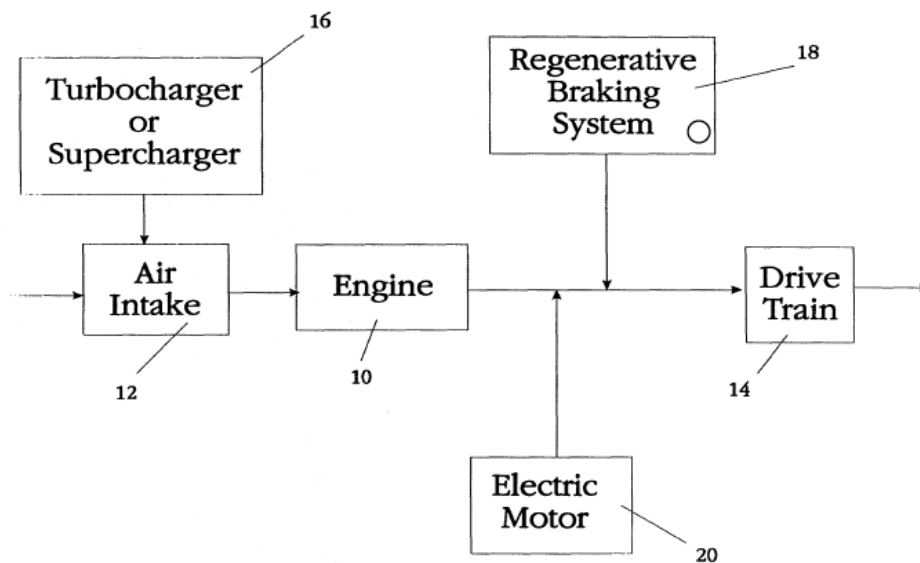 16
Turbocharger
or
Supercharger
Regenerative
Braking
System
18
Air
Intake
12
Engine
10
Drive
Train
14
Electric
Motor
20